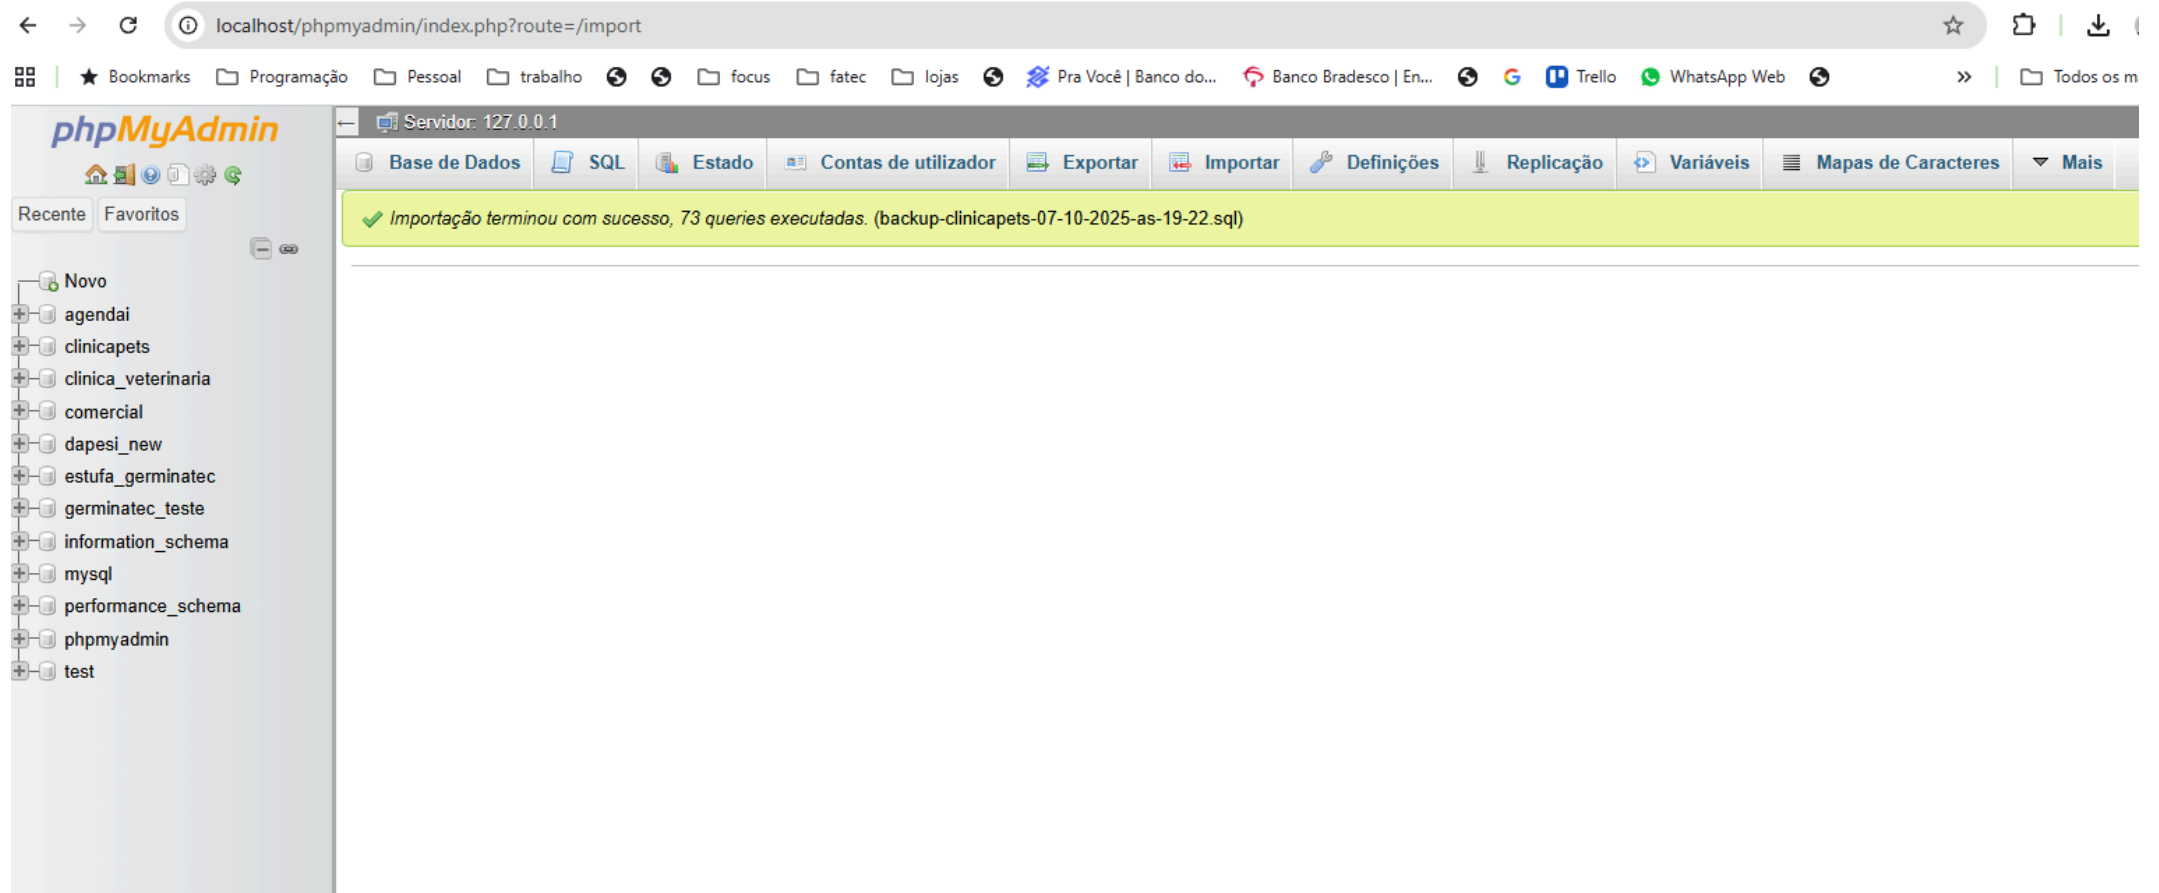 localhost/phpmyadmin/index.php?route=/import
Bookmarks Programação Pessoal trabalho focus fatec lojas Pra Você | Banco do... Banco Bradesco | En... Trello WhatsApp Web » Todos os m
phpMyAdmin
Recente Favoritos
Novo
agendai
clinicapets
clinica_veterinaria
comercial
dapesi_new
estufa_germinatec
germinatec_teste
information_schema
mysql
performance_schema
phpmyadmin
test
Servidor: 127.0.0.1
Base de Dados SQL Estado Contas de utilizador Exportar Importar Definições Replicação Variáveis Mapas de Caracteres Mais
Importação terminou com sucesso, 73 queries executadas. (backup-clinicapets-07-10-2025-as-19-22.sql)